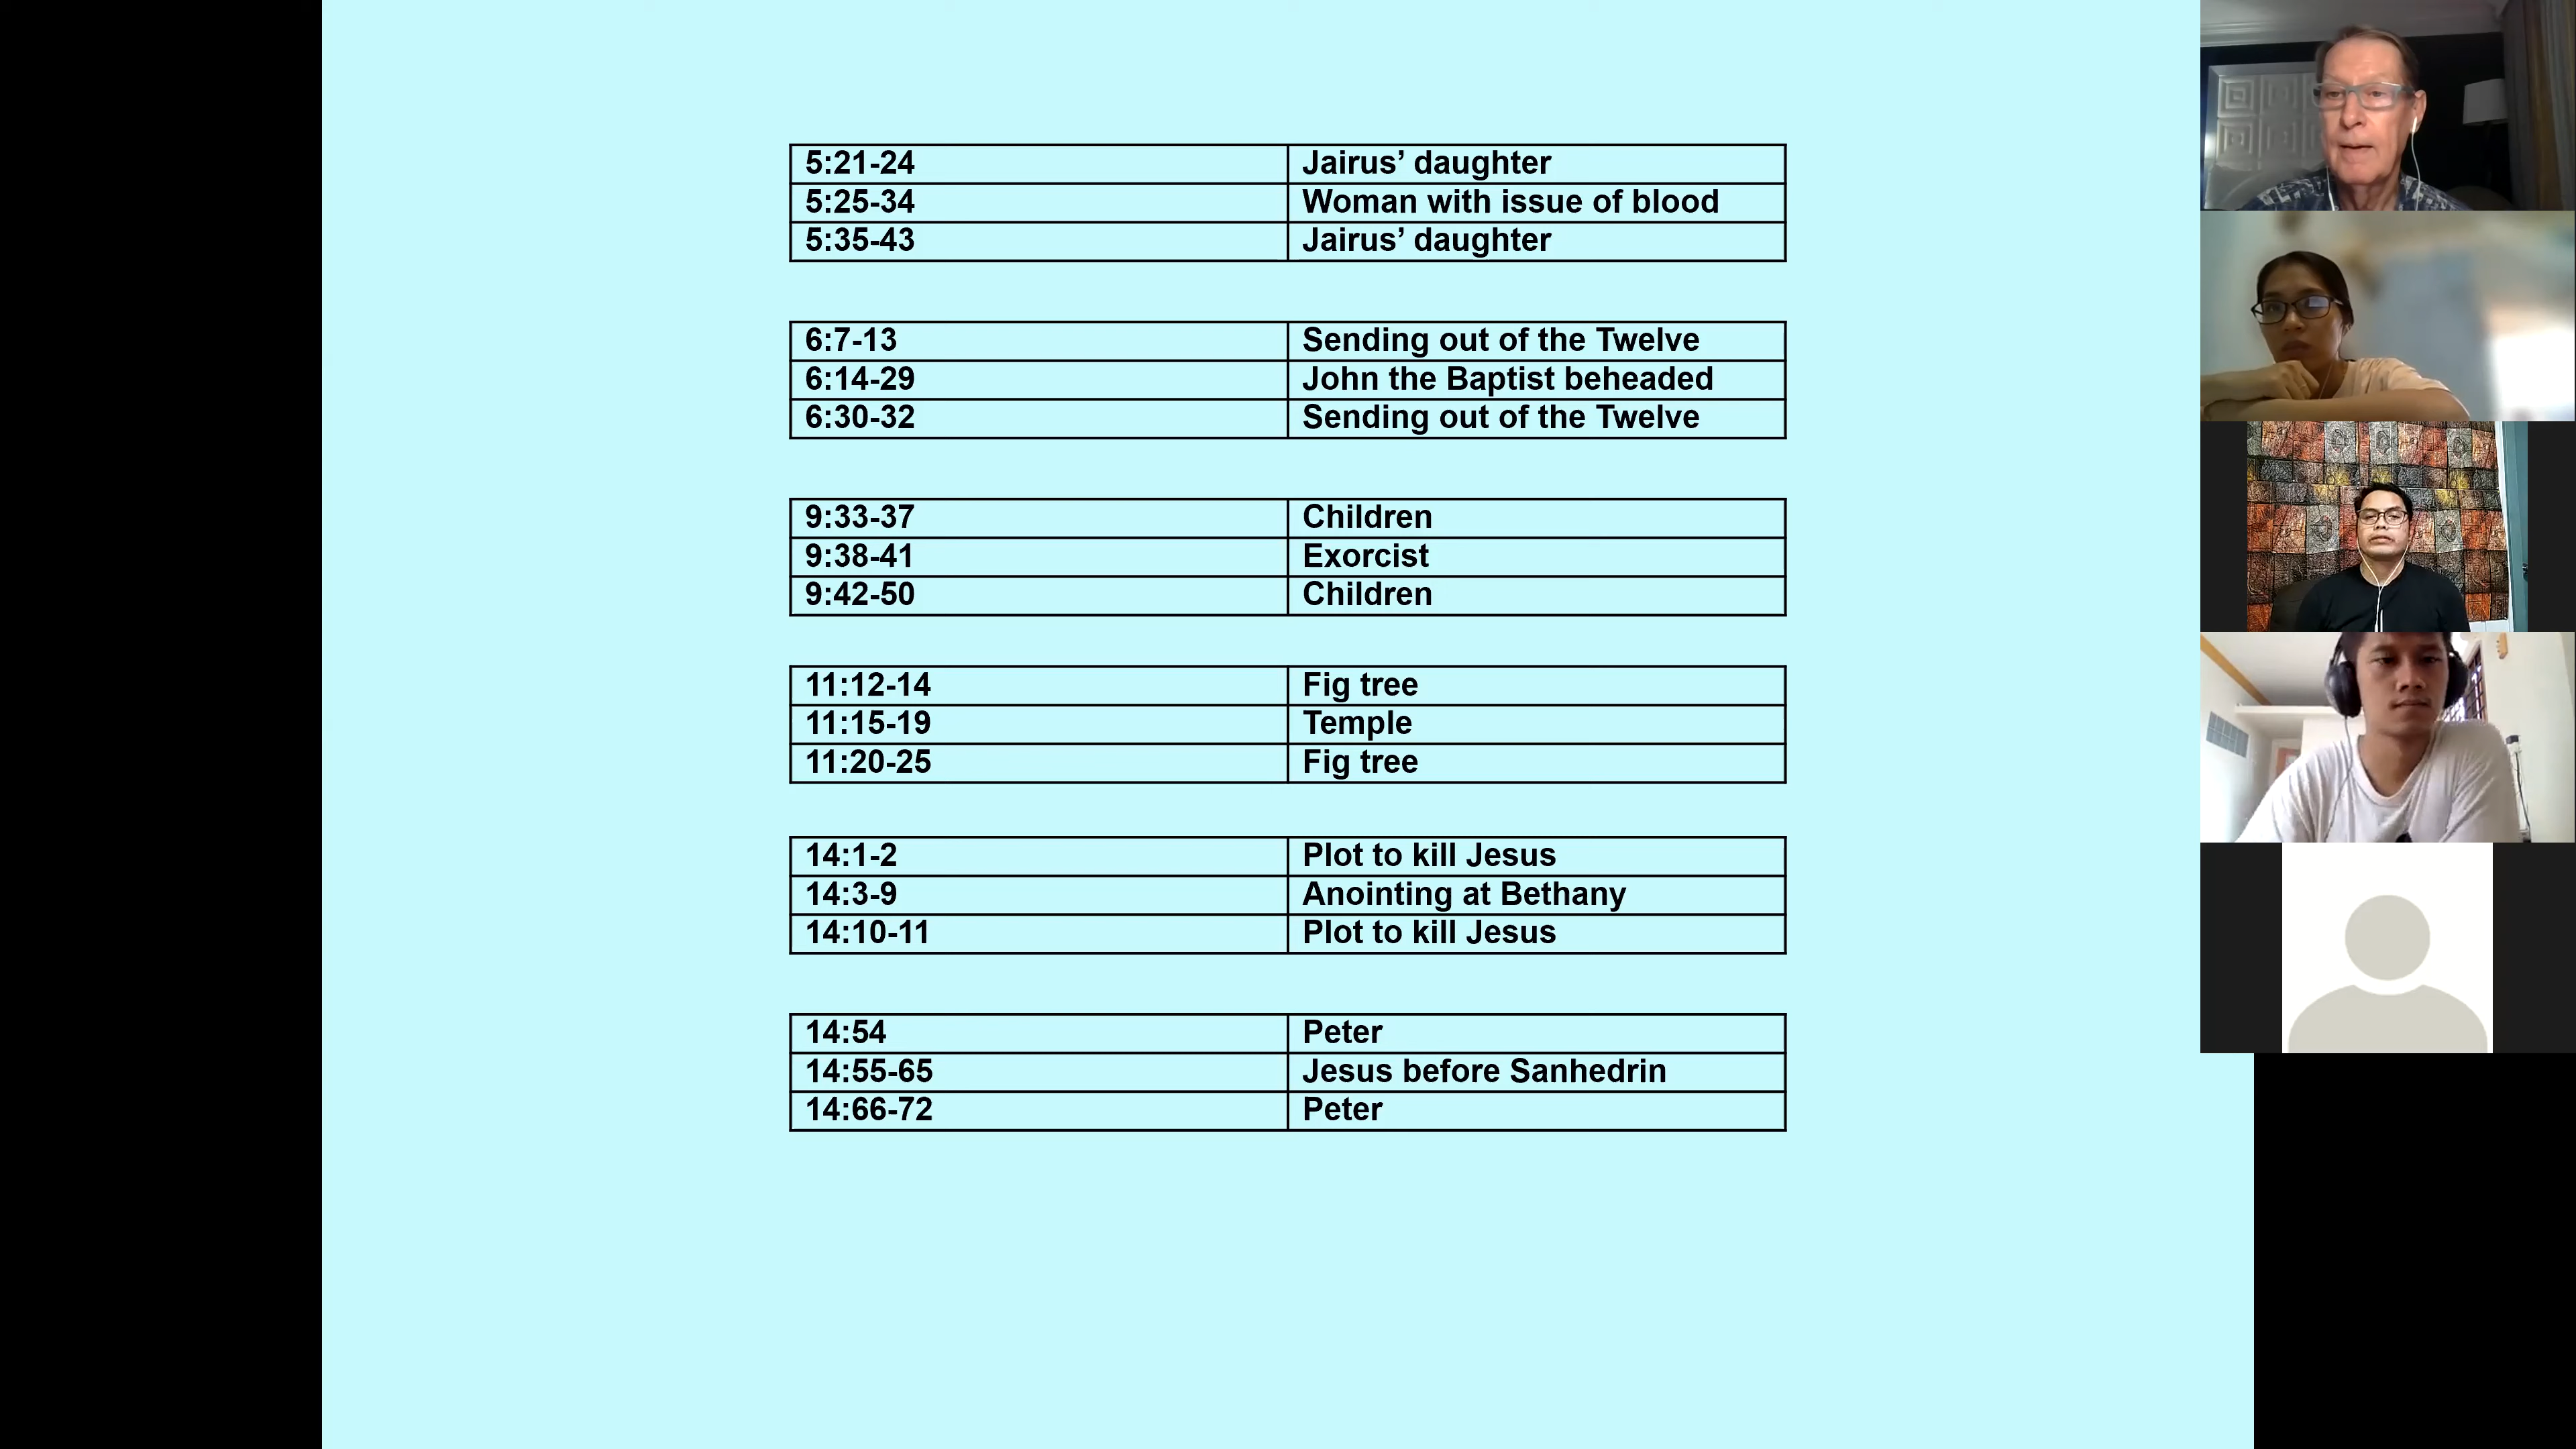 5:21-24 Jairus’ daughter
5:25-34 Woman with issue of blood
5:35-43 Jairus’ daughter
6:7-13 Sending out of the Twelve
6:14-29 John the Baptist beheaded
6:30-32 Sending out of the Twelve
9:33-37 Children
9:38-41 Exorcist
9:42-50 Children
11:12-14 Fig tree
11:15-19 Temple
11:20-25 Fig tree
14:1-2 Plot to kill Jesus
14:3-9 Anointing at Bethany
14:10-11 Plot to kill Jesus
14:54 Peter
14:55-65 Jesus before Sanhedrin
14:66-72 Peter